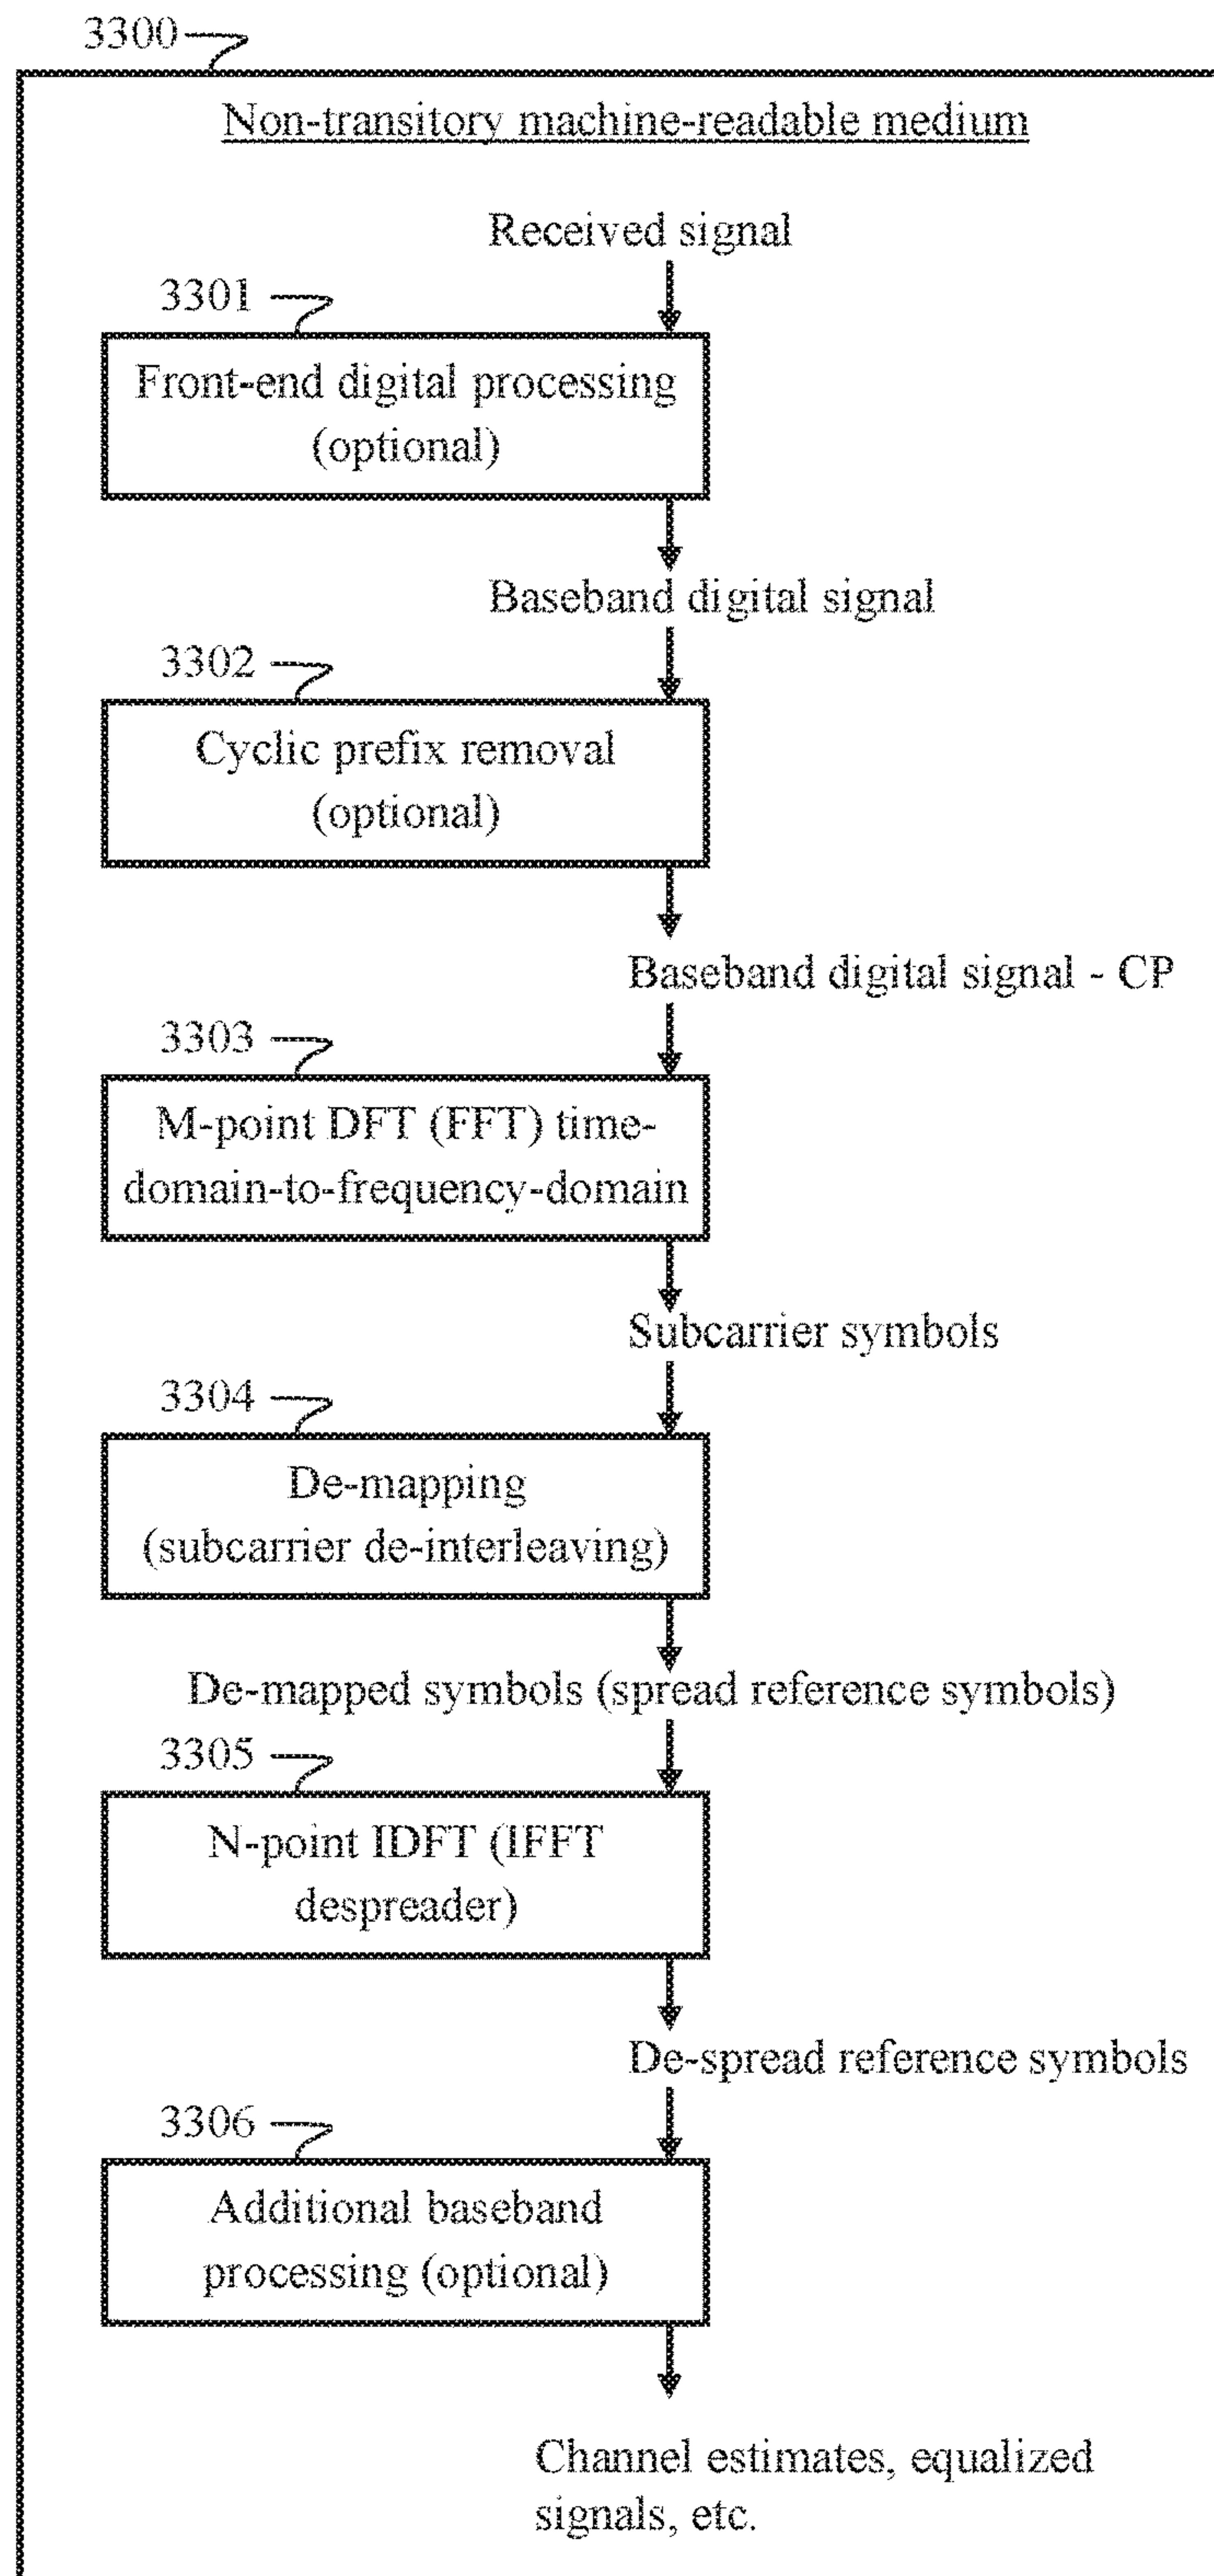 3300
Non-transitory machine-readable medium
Received signal
3301
Front-end digital processing
(optional)
Baseband digital signal
3302
Cyclic prefix removal
(optional)
Baseband digital signal - CP
3303
M-point DFT (FFT) time-
domain-to-frequency-domain
Subcarrier symbols
3304
De-mapping
(subcarrier de-interleaving)
De-mapped symbols (spread reference symbols)
3305
N-point IDFT (IFFT
despreader)
De-spread reference symbols
3306
Additional baseband
processing (optional)
Channel estimates, equalized
signals, etc.